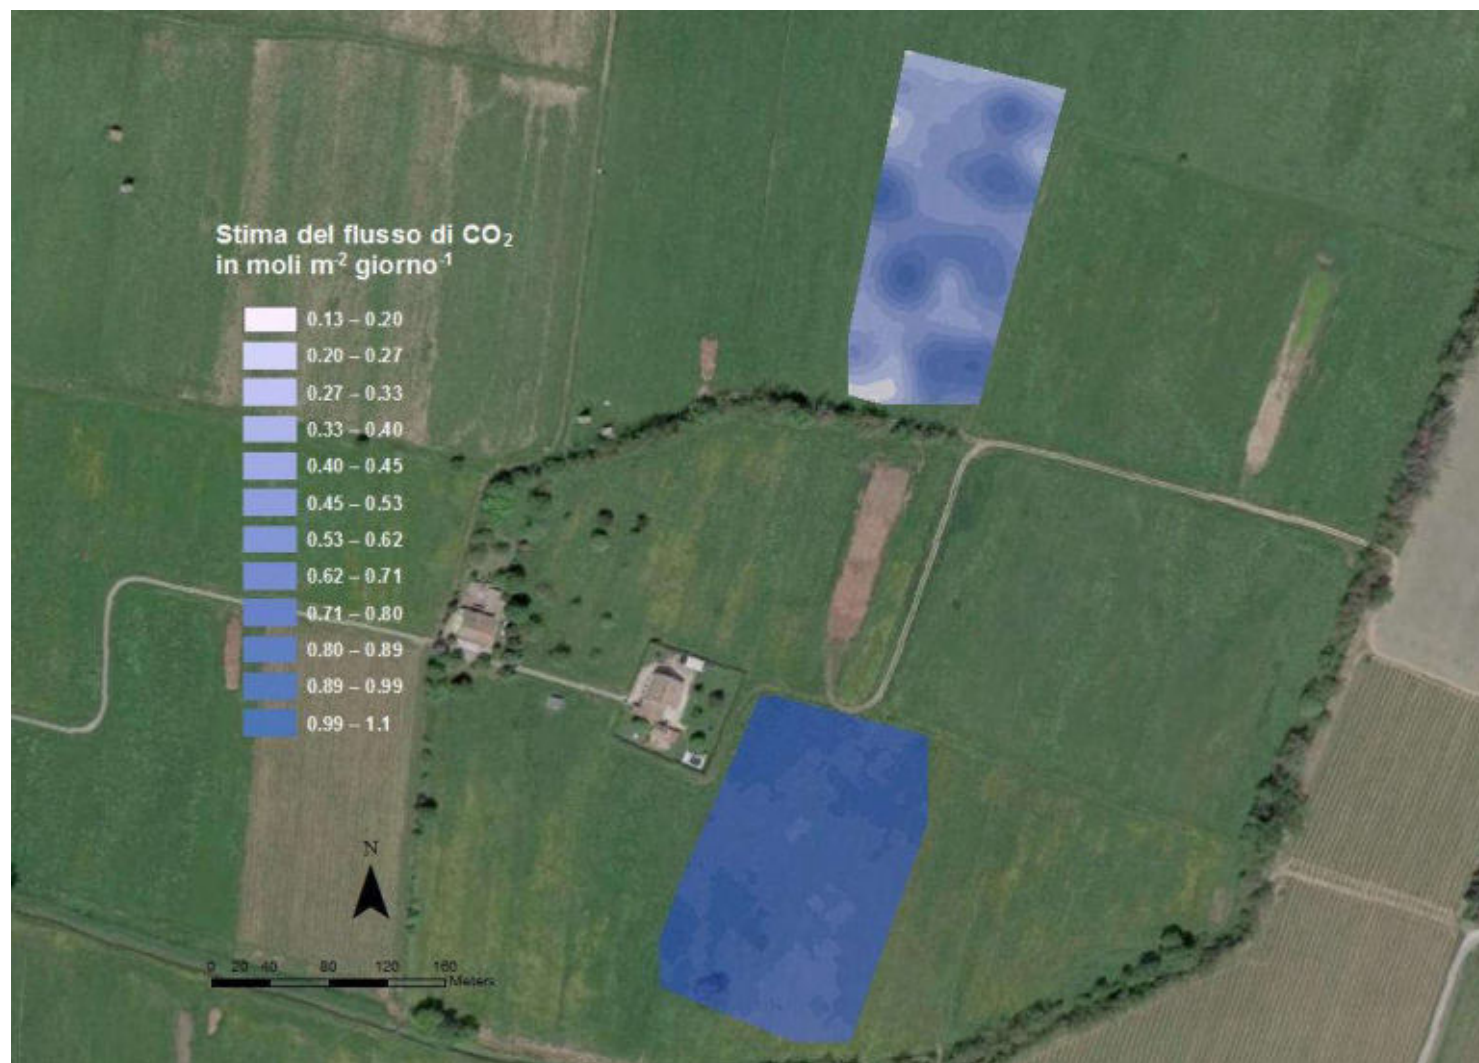 Stima del flusso di CO₂
in moli m⁻² giorno⁻¹
0.13 – 0.20
0.20 – 0.27
0.27 – 0.33
0.33 – 0.40
0.40 – 0.45
0.45 – 0.53
0.53 – 0.62
0.62 – 0.71
0.71 – 0.80
0.80 – 0.89
0.89 – 0.99
0.99 – 1.1
N
0 20 40 80 120 160
Meters